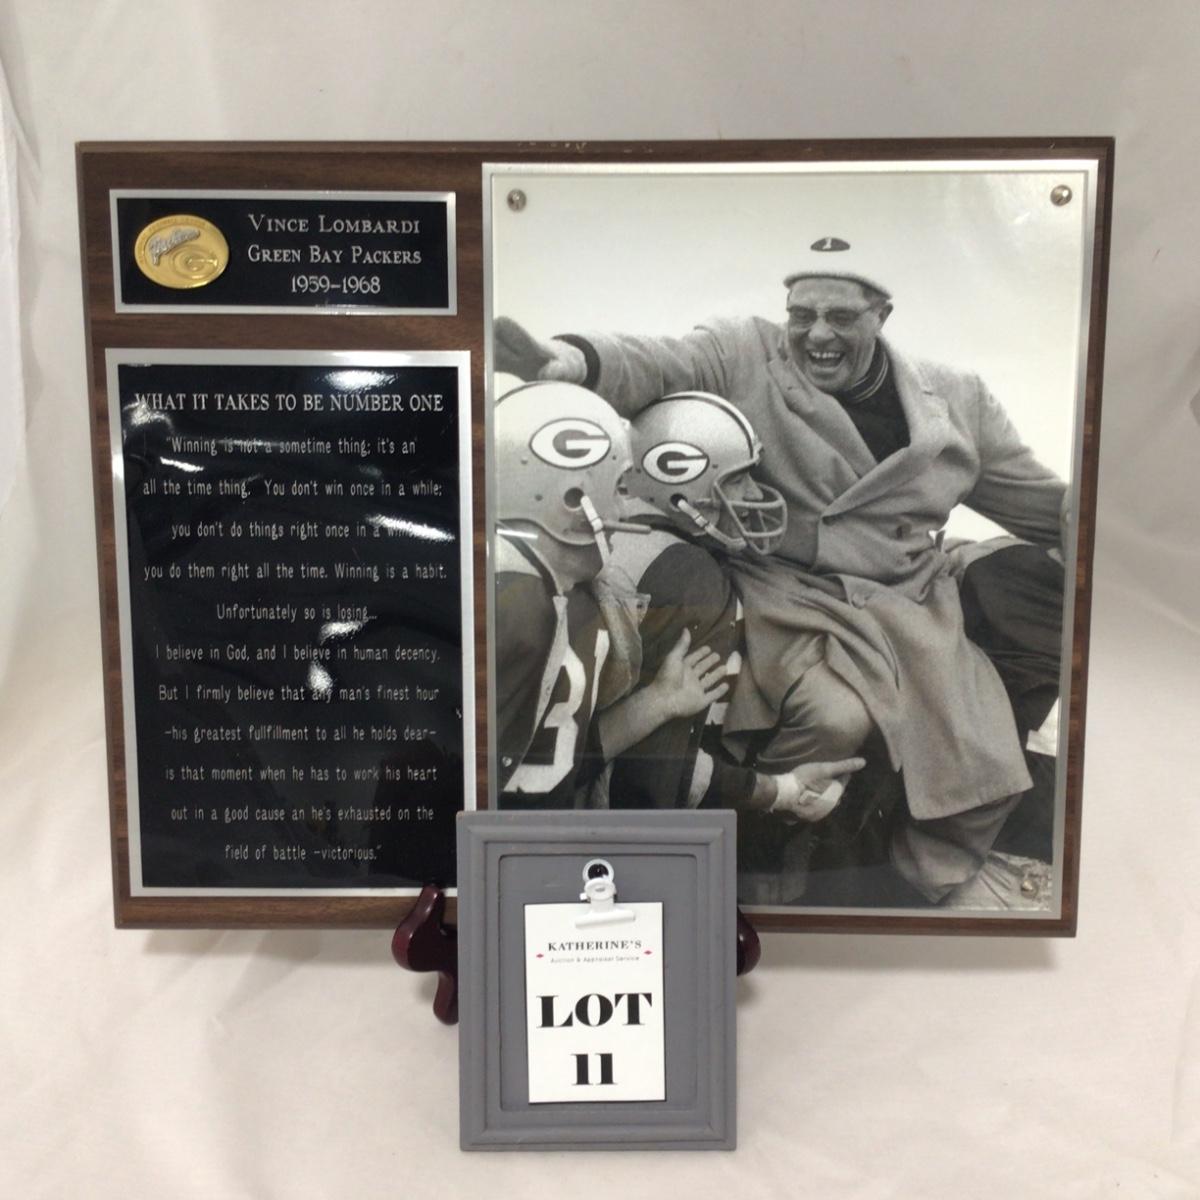 VINCE LOMBARDI
GREEN BAY PACKERS
1959-1968
Packers
G
WHAT IT TAKES TO BE NUMBER ONE
"Winning is not a sometime thing; it's an
all the time thing. You don't win once in a while;
you don't do things right once in a while;
you do them right all the time. Winning is a habit.
Unfortunately so is losing...
I believe in God, and I believe in human decency.
But I firmly believe that any man's finest hour
-his greatest fullfillment to all he holds dear-
is that moment when he has to work his heart
out in a good cause an he's exhausted on the
field of battle -victorious."
G
G
3
KATHERINE'S
Auction & Appraisal Service
LOT
11